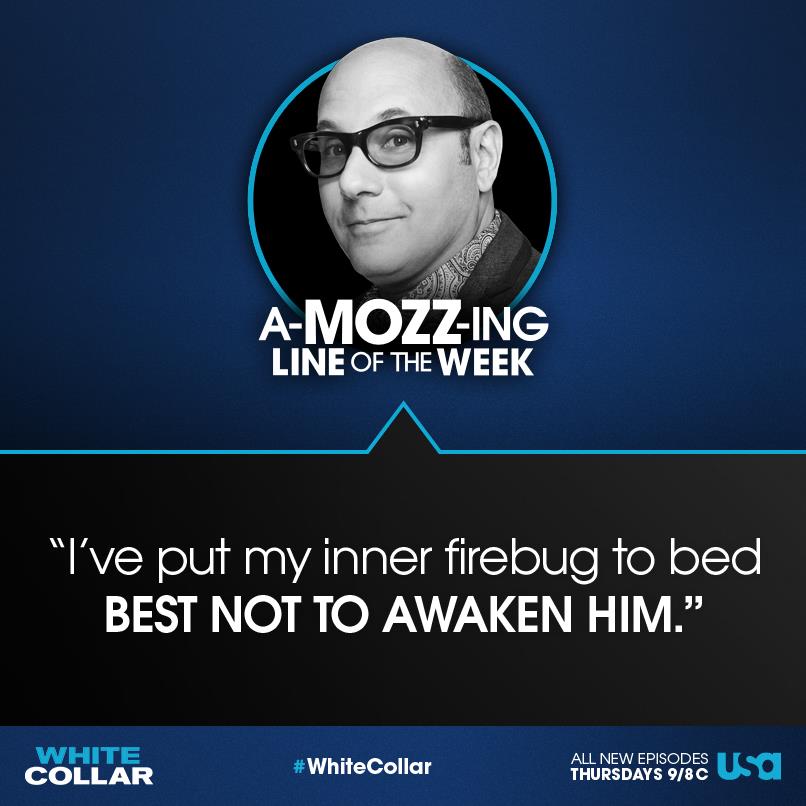 A-MOZZ-ING
LINE OF THE WEEK
“I’ve put my inner firebug to bed
BEST NOT TO AWAKEN HIM.”
WHITE
COLLAR
#WhiteCollar
ALL NEW EPISODES
THURSDAYS 9/8C
usa